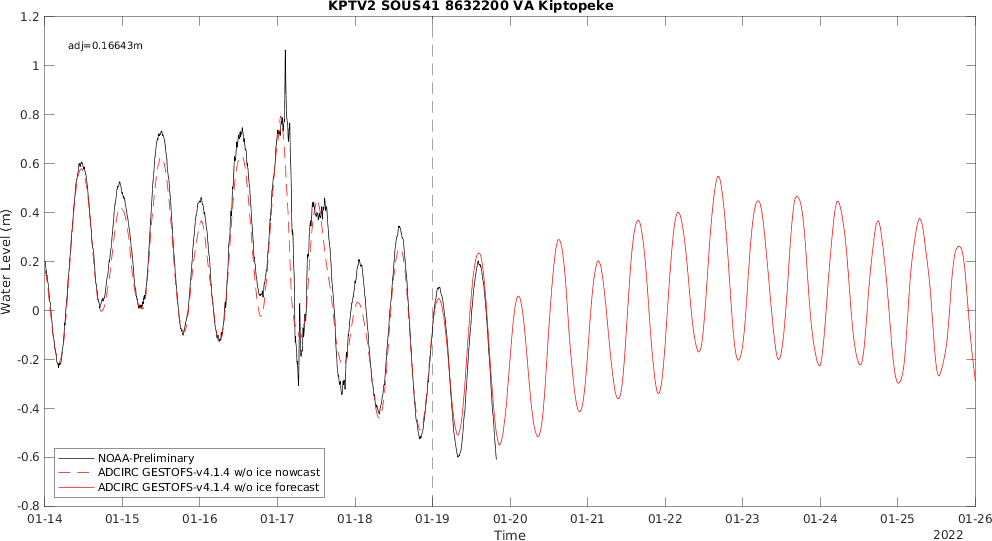 KPTV2 SOUS41 8632200 VA Kiptopeke
adj=0.16643m
1.2
1
0.8
0.6
0.4
0.2
0
-0.2
-0.4
-0.6
-0.8
Water Level (m)
NOAA-Preliminary
ADCIRC GESTOFS-v4.1.4 w/o ice nowcast
ADCIRC GESTOFS-v4.1.4 w/o ice forecast
01-14 01-15 01-16 01-17 01-18 01-19 01-20 01-21 01-22 01-23 01-24 01-25 01-26
Time
2022